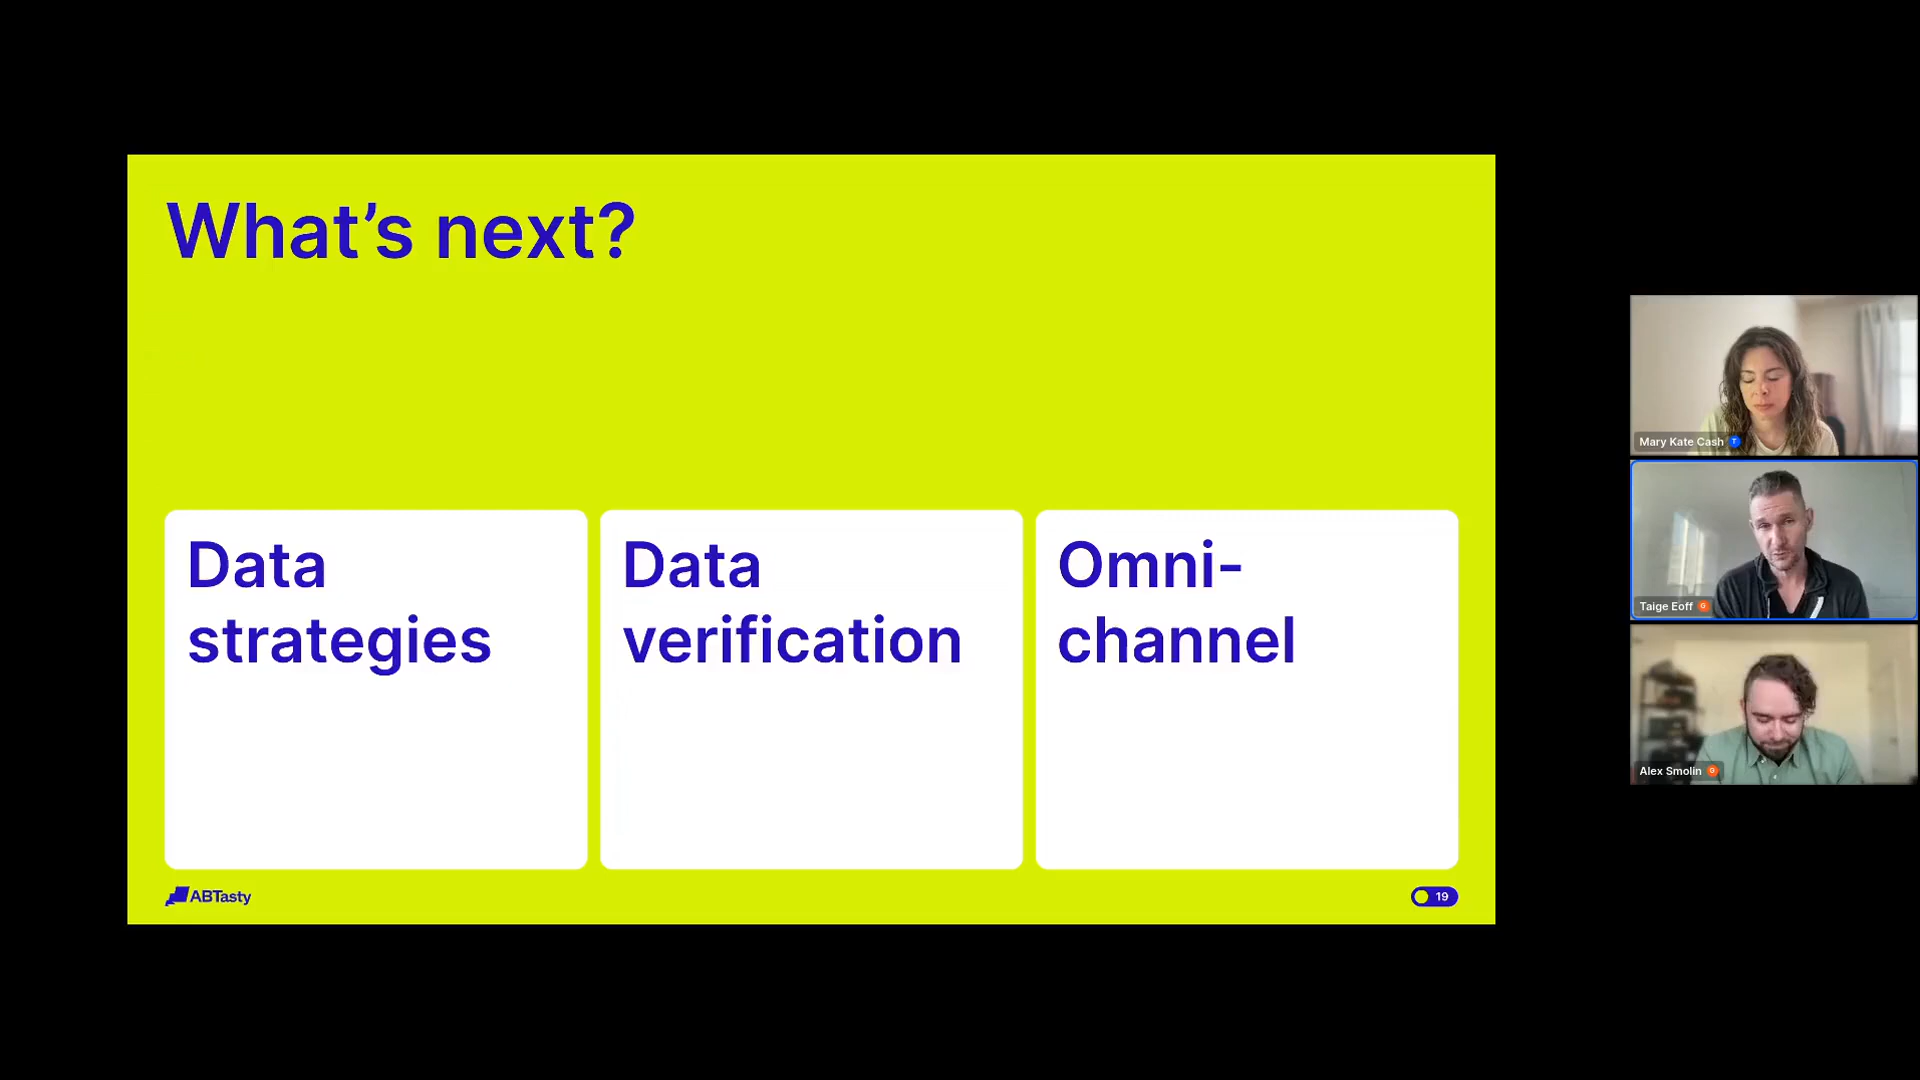 What's next?
Data
strategies
Data
verification
Omni-
channel
ABTasty
19
Mary Kate Cash T
Taige Eoff G
Alex Smolin G